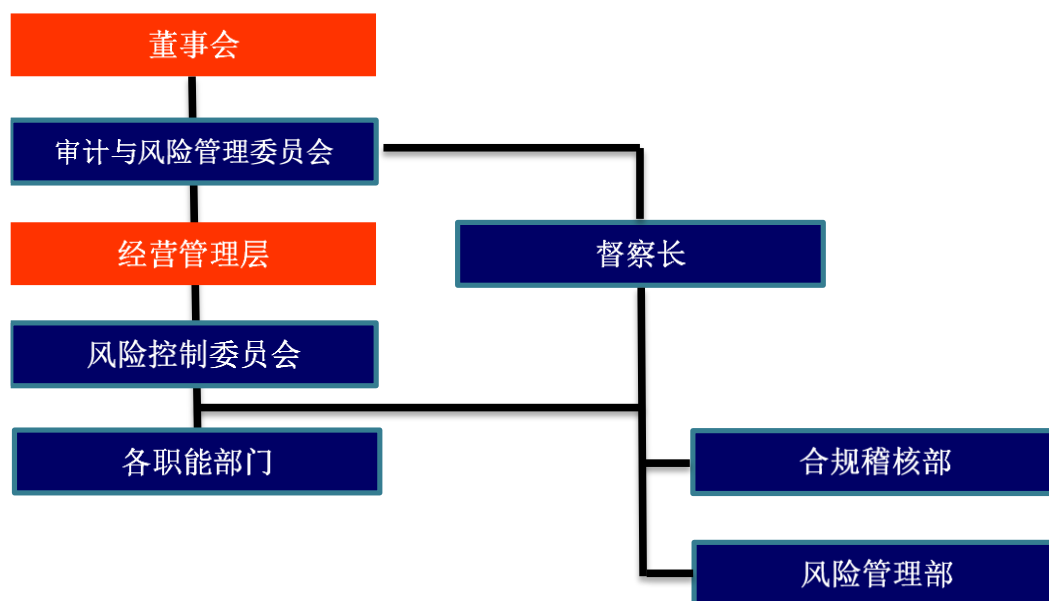 董事会
审计与风险管理委员会
经营管理层
督察长
风险控制委员会
各职能部门
合规稽核部
风险管理部